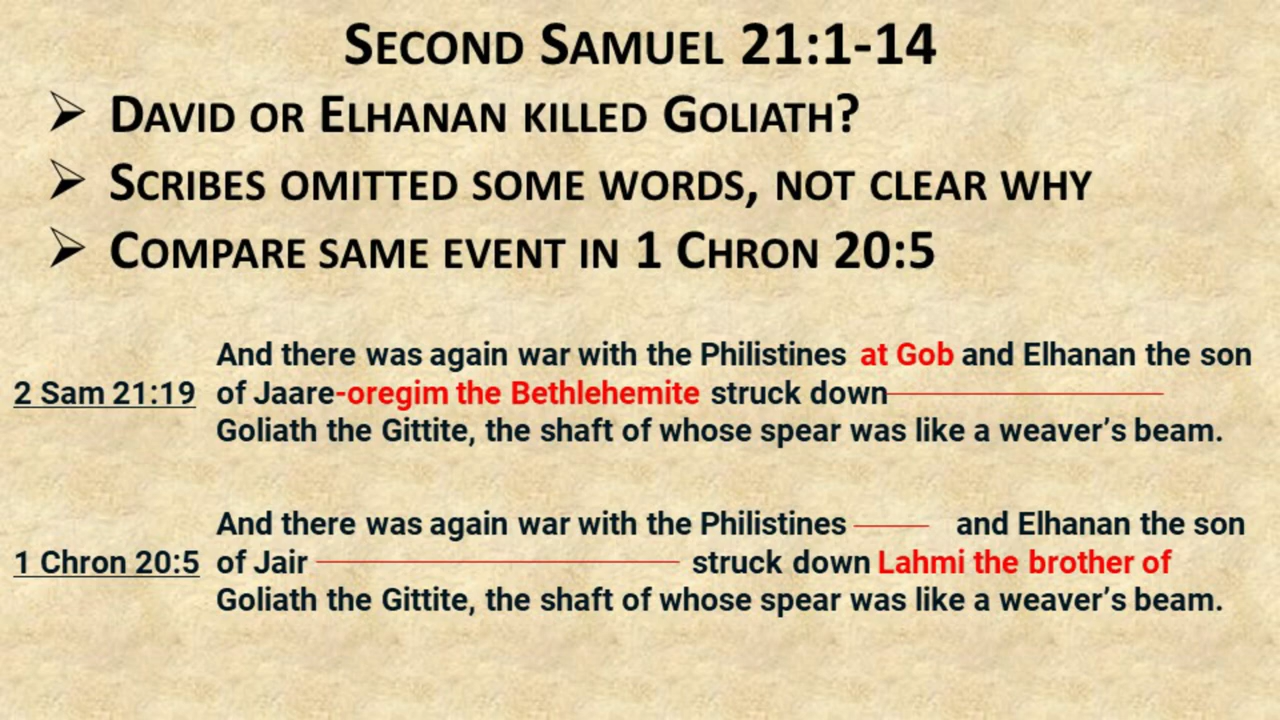 Second Samuel 21:1-14
➢ David or Elhanan killed Goliath?
➢ Scribes omitted some words, not clear why
➢ Compare same event in 1 Chron 20:5
And there was again war with the Philistines at Gob and Elhanan the son
2 Sam 21:19 of Jaare-oregim the Bethlehemite struck down
Goliath the Gittite, the shaft of whose spear was like a weaver’s beam.
And there was again war with the Philistines and Elhanan the son
1 Chron 20:5 of Jair struck down Lahmi the brother of
Goliath the Gittite, the shaft of whose spear was like a weaver’s beam.